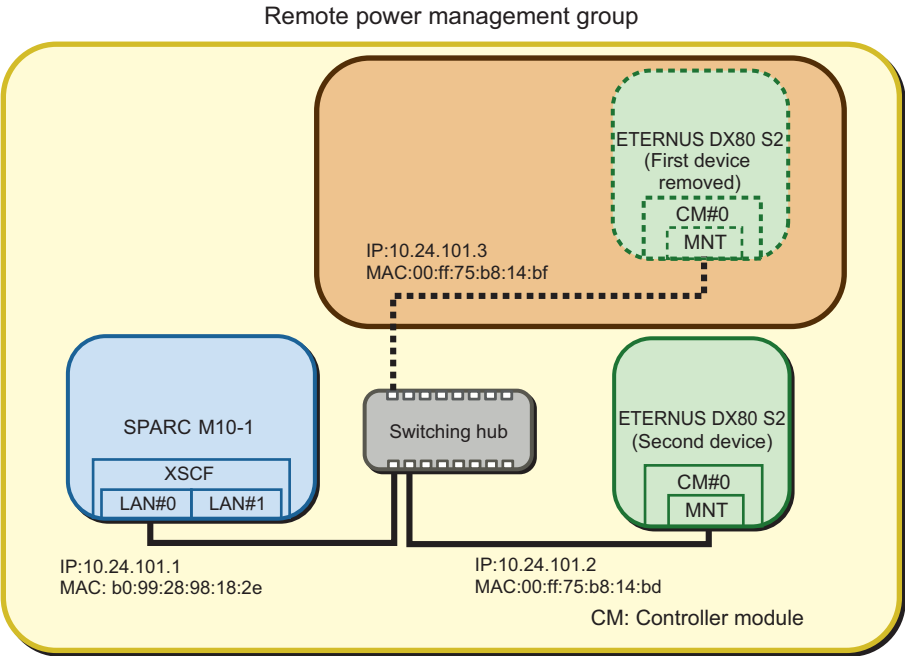 Remote power management group
ETERNUS DX80 S2
(First device
removed)
CM#0
MNT
IP:10.24.101.3
MAC:00:ff:75:b8:14:bf
SPARC M10-1
XSCF
LAN#0
LAN#1
Switching hub
ETERNUS DX80 S2
(Second device)
CM#0
MNT
IP:10.24.101.1
MAC: b0:99:28:98:18:2e
IP:10.24.101.2
MAC:00:ff:75:b8:14:bd
CM: Controller module